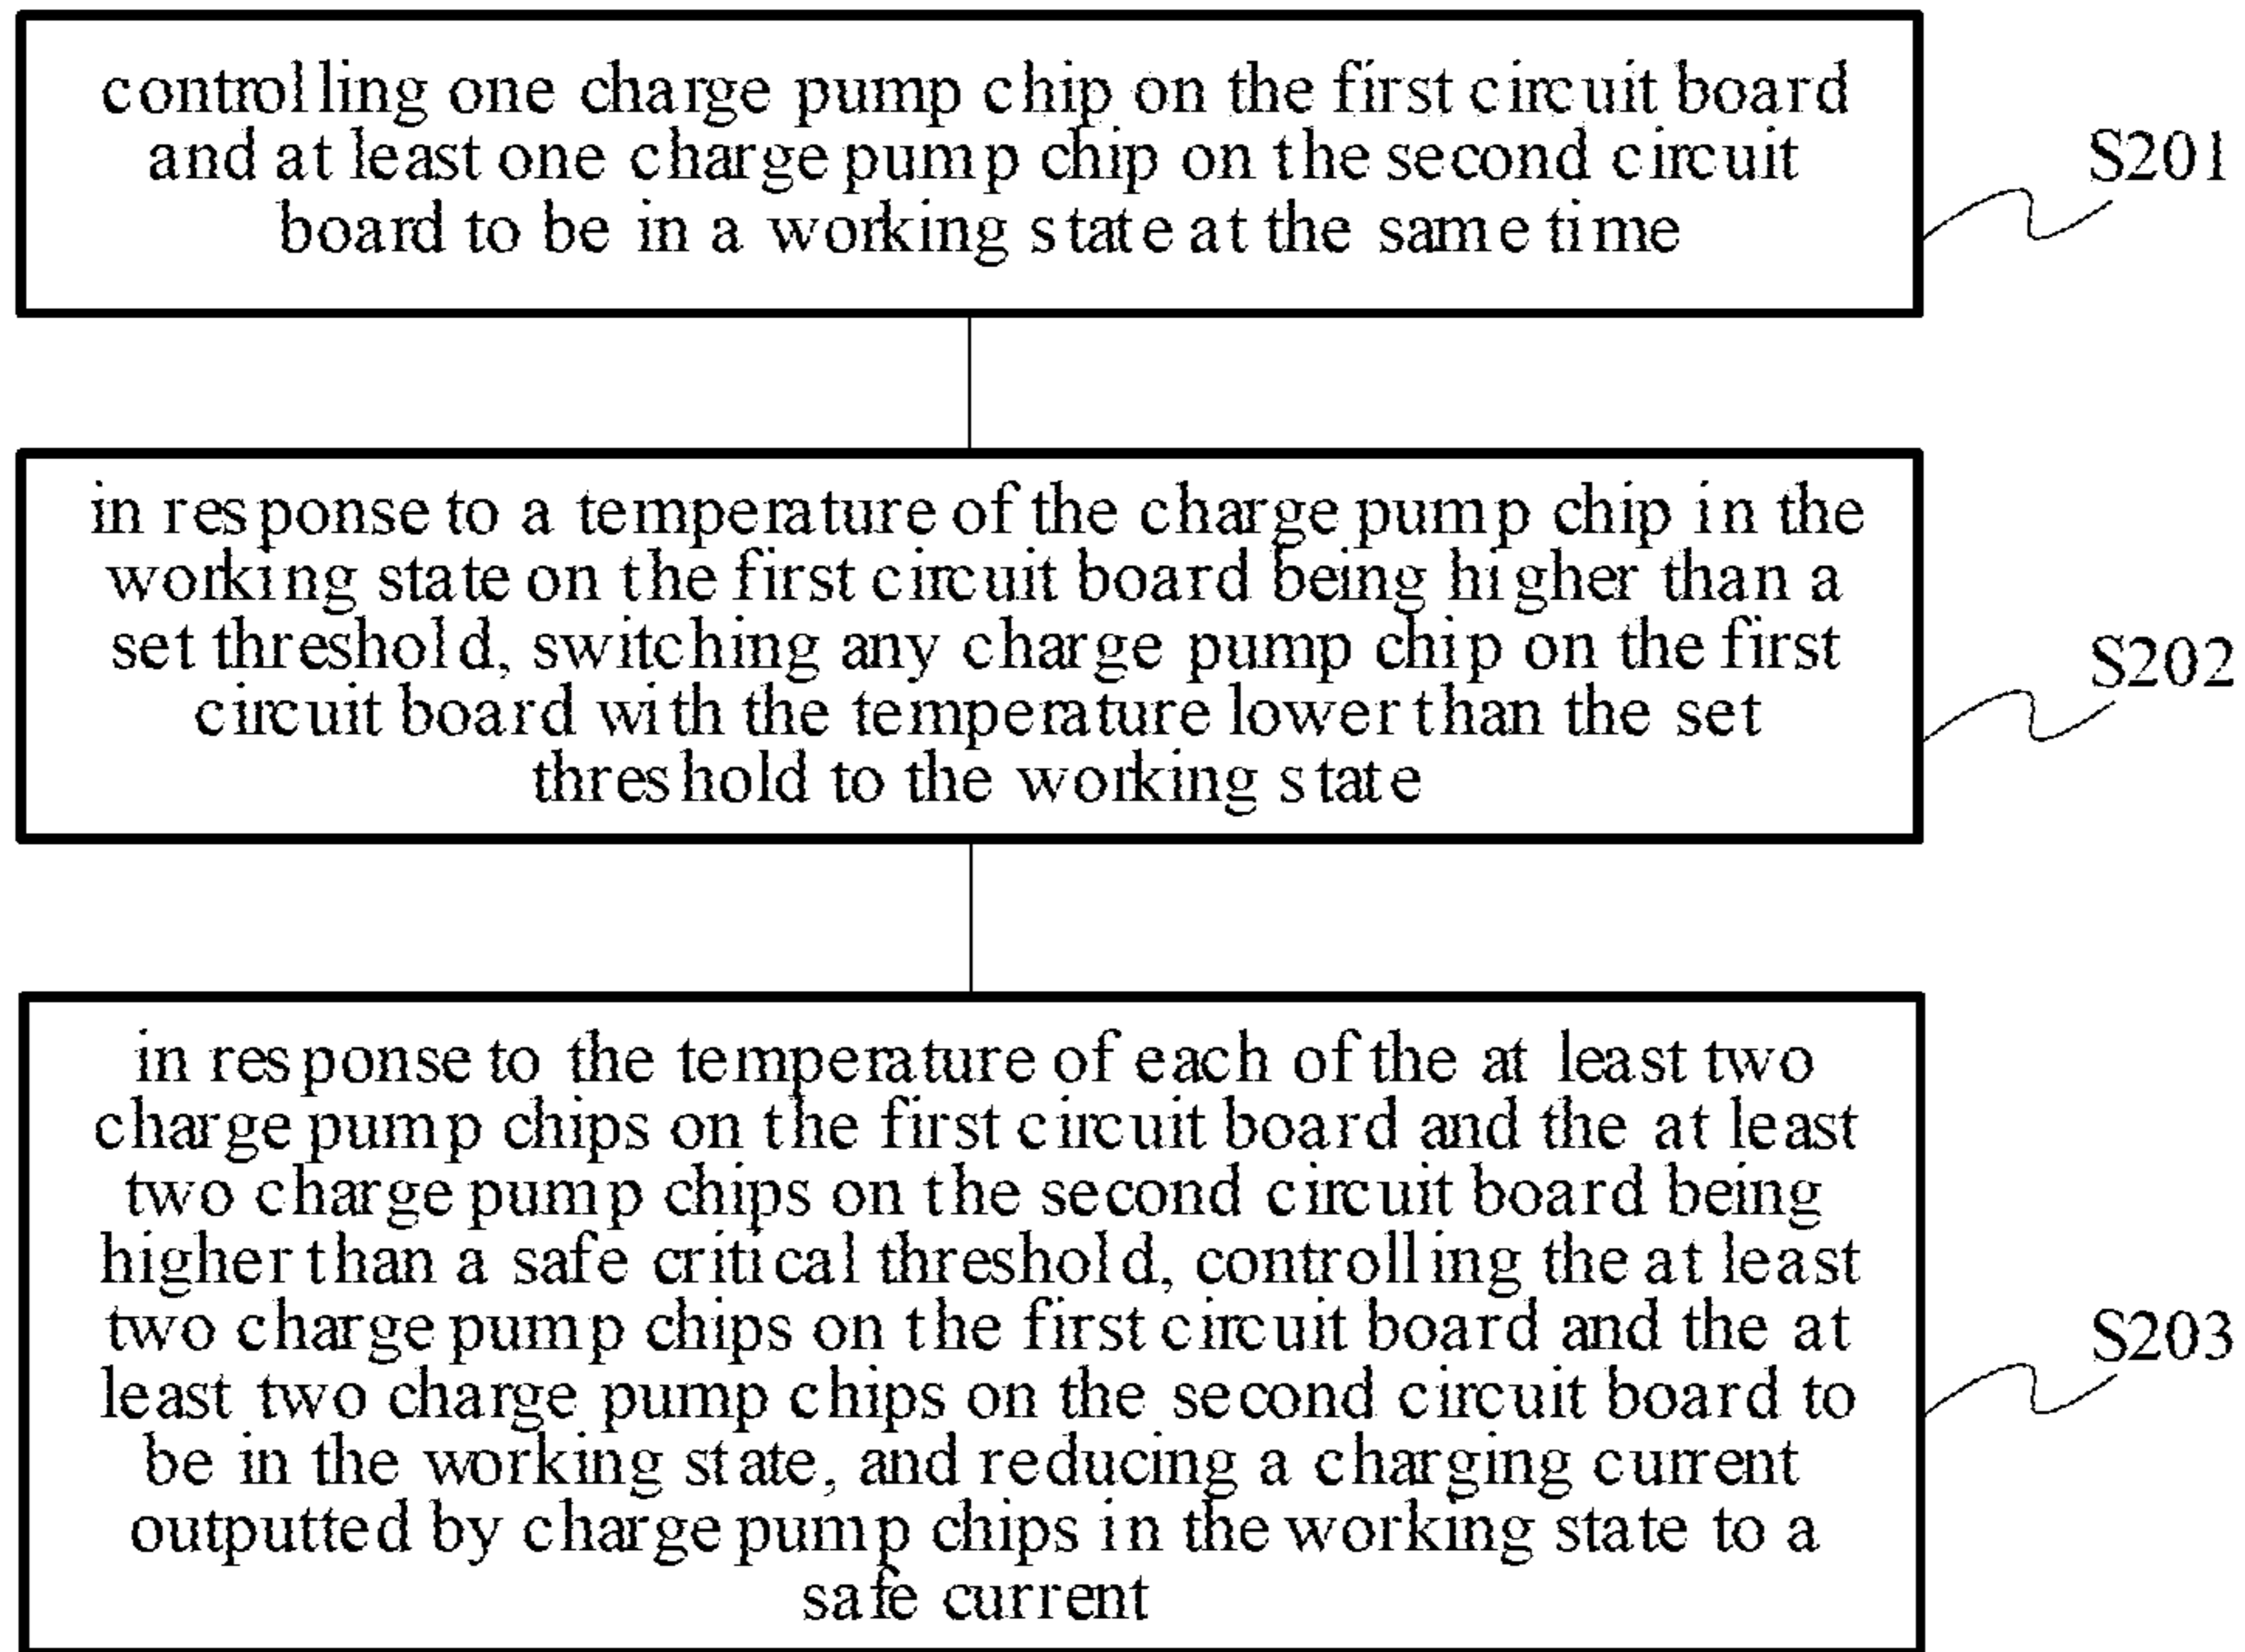 controlling one charge pump chip on the first circuit board
and at least one charge pump chip on the second circuit
board to be in a working state at the same time
S201
in response to a temperature of the charge pump chip in the
working state on the first circuit board being higher than a
set threshold, switching any charge pump chip on the first
circuit board with the temperature lower than the set
threshold to the working state
S202
in response to the temperature of each of the at least two
charge pump chips on the first circuit board and the at least
two charge pump chips on the second circuit board being
higher than a safe critical threshold, controlling the at least
two charge pump chips on the first circuit board and the at
least two charge pump chips on the second circuit board to
be in the working state, and reducing a charging current
outputted by charge pump chips in the working state to a
safe current
S203